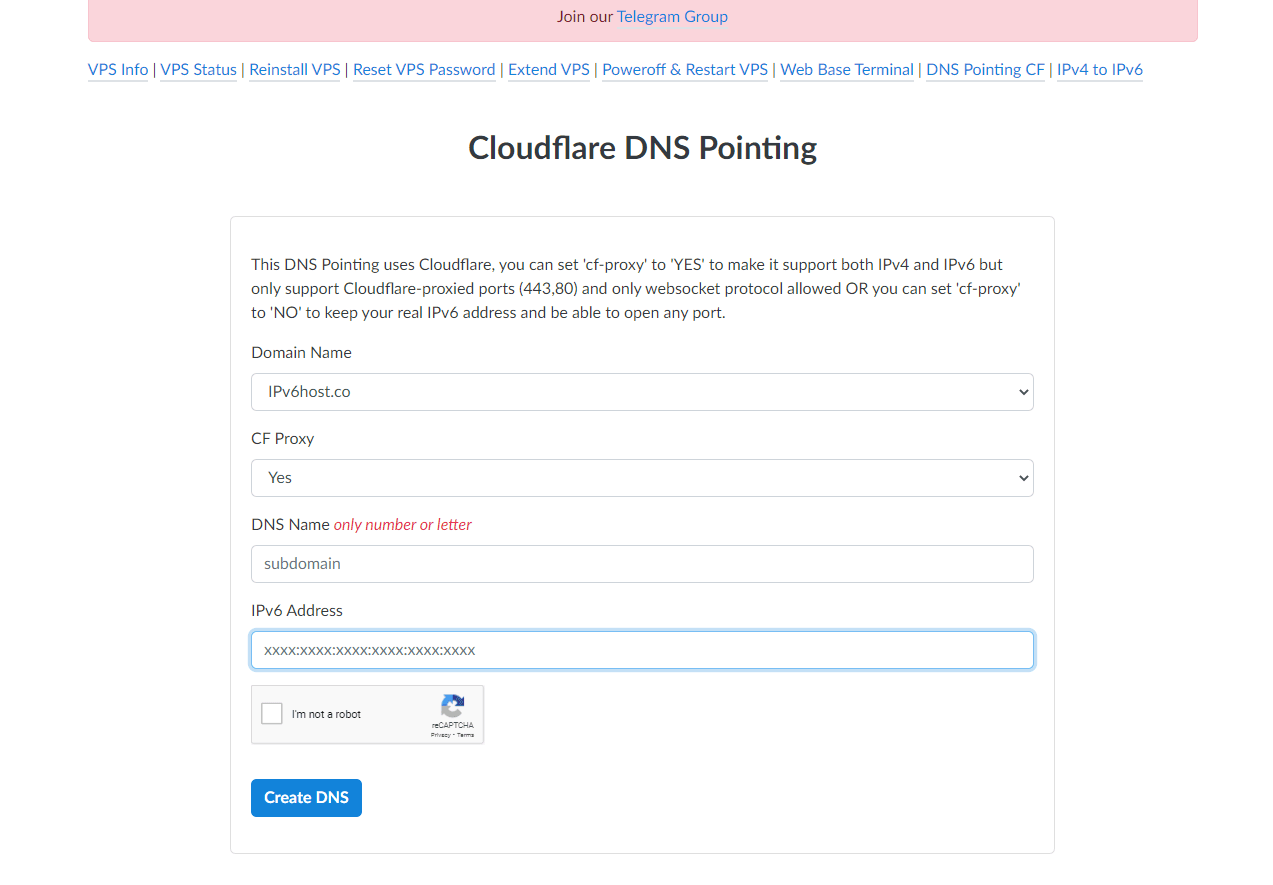 Join our Telegram Group
VPS Info | VPS Status | Reinstall VPS | Reset VPS Password | Extend VPS | Poweroff & Restart VPS | Web Base Terminal | DNS Pointing CF | IPv4 to IPv6
Cloudflare DNS Pointing
This DNS Pointing uses Cloudflare, you can set 'cf-proxy' to 'YES' to make it support both IPv4 and IPv6 but
only support Cloudflare-proxied ports (443,80) and only websocket protocol allowed OR you can set 'cf-proxy'
to 'NO' to keep your real IPv6 address and be able to open any port.
Domain Name
IPv6host.co
CF Proxy
Yes
DNS Name only number or letter
subdomain
IPv6 Address
xxxx:xxxx:xxxx:xxxx:xxxx:xxxx
I'm not a robot
reCAPTCHA
Privacy - Terms
Create DNS